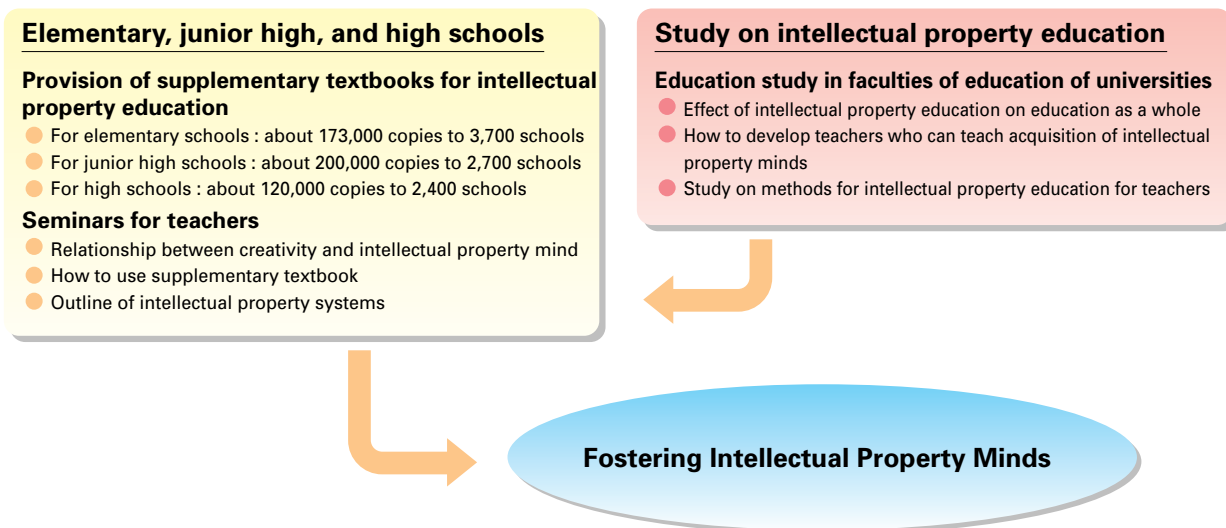 Elementary, junior high, and high schools
Provision of supplementary textbooks for intellectual
property education
For elementary schools : about 173,000 copies to 3,700 schools
For junior high schools : about 200,000 copies to 2,700 schools
For high schools : about 120,000 copies to 2,400 schools
Seminars for teachers
Relationship between creativity and intellectual property mind
How to use supplementary textbook
Outline of intellectual property systems
Study on intellectual property education
Education study in faculties of education of universities
Effect of intellectual property education on education as a whole
How to develop teachers who can teach acquisition of intellectual
property minds
Study on methods for intellectual property education for teachers
Fostering Intellectual Property Minds